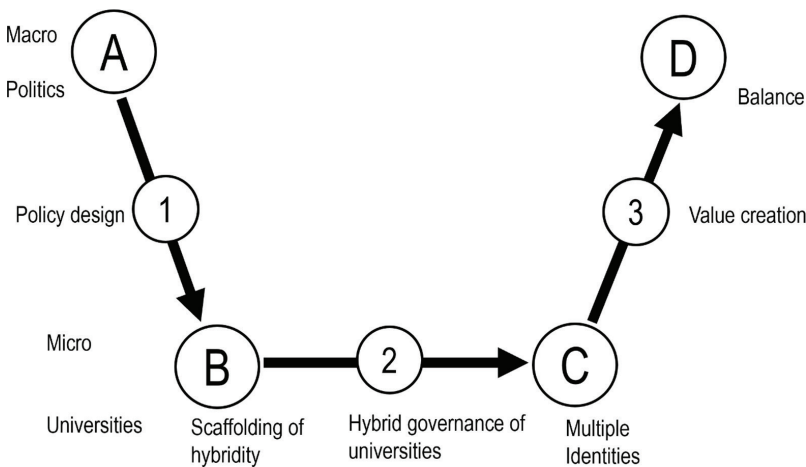 Macro
A
D
Politics
Balance
Policy design
1
3
Value creation
Micro
B
2
C
Universities
Scaffolding of
hybridity
Hybrid governance of
universities
Multiple
Identities